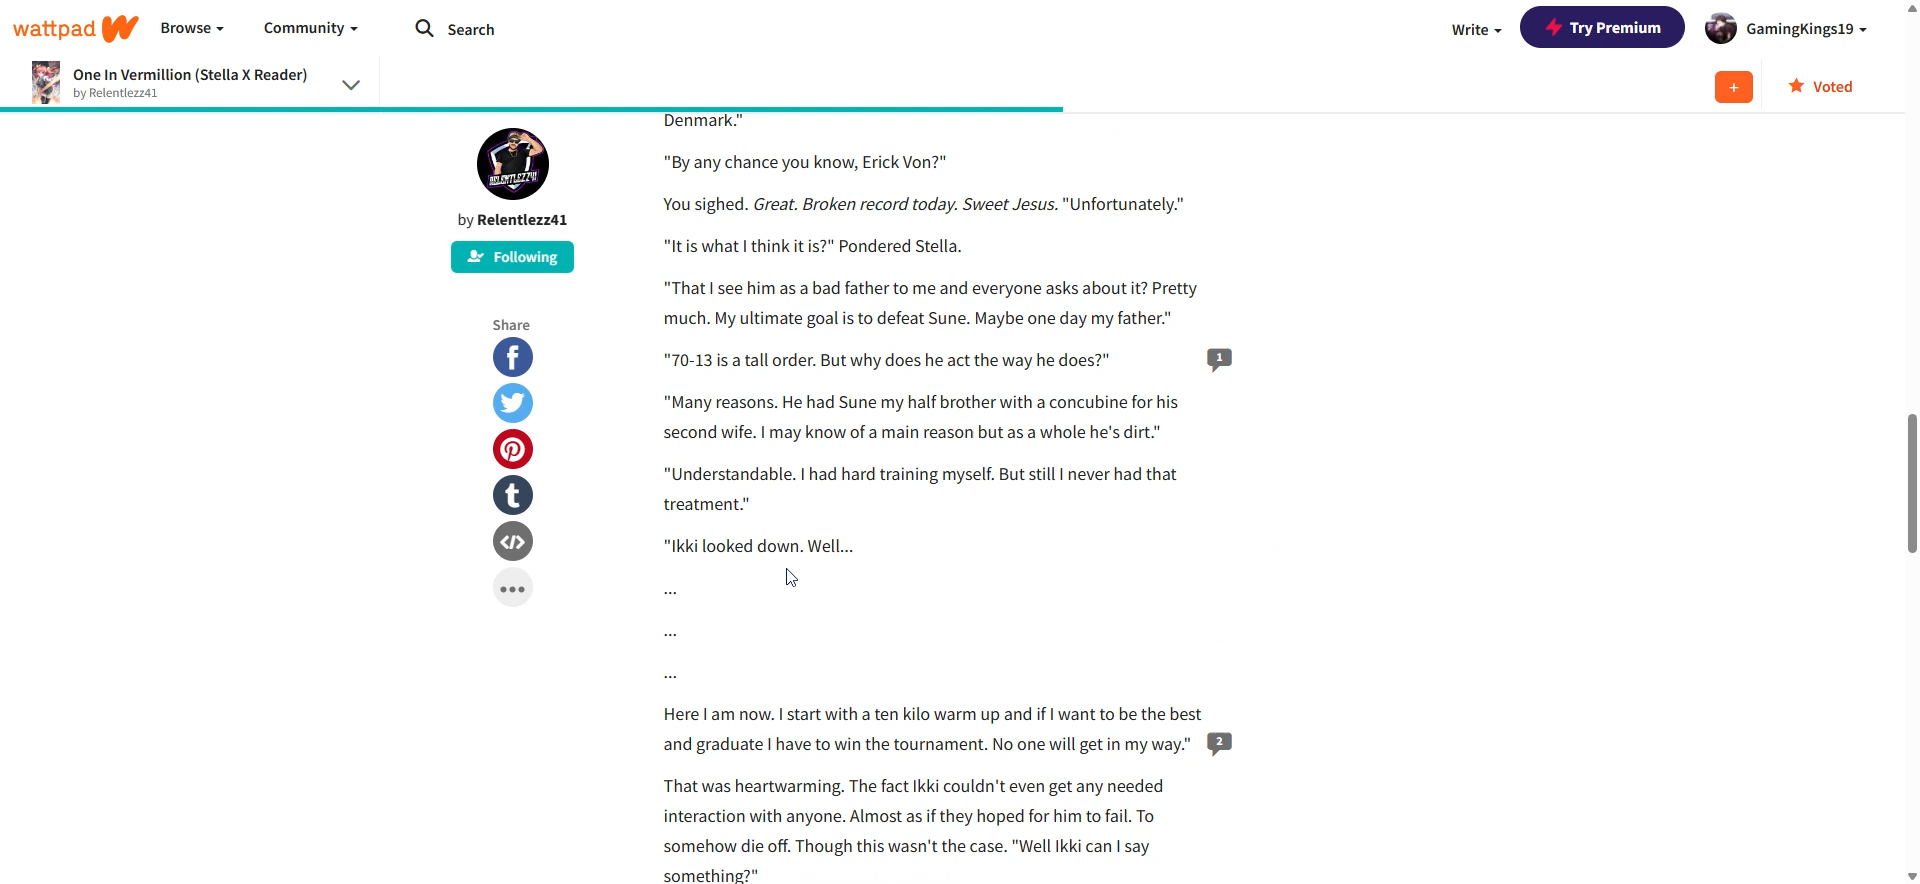 wattpad
Browse
Community
Search
Write
Try Premium
GamingKings19
One In Vermillion (Stella X Reader)
by Relentlezz41
+
Voted
RELENTLEZZ41
by Relentlezz41
Following
Share
Denmark."
"By any chance you know, Erick Von?"
You sighed. Great. Broken record today. Sweet Jesus. "Unfortunately."
"It is what I think it is?" Pondered Stella.
"That I see him as a bad father to me and everyone asks about it? Pretty
much. My ultimate goal is to defeat Sune. Maybe one day my father."
"70-13 is a tall order. But why does he act the way he does?"
1
"Many reasons. He had Sune my half brother with a concubine for his
second wife. I may know of a main reason but as a whole he's dirt."
"Understandable. I had hard training myself. But still I never had that
treatment."
"Ikki looked down. Well...
...
...
...
Here I am now. I start with a ten kilo warm up and if I want to be the best
and graduate I have to win the tournament. No one will get in my way."
2
That was heartwarming. The fact Ikki couldn't even get any needed
interaction with anyone. Almost as if they hoped for him to fail. To
somehow die off. Though this wasn't the case. "Well Ikki can I say
something?"